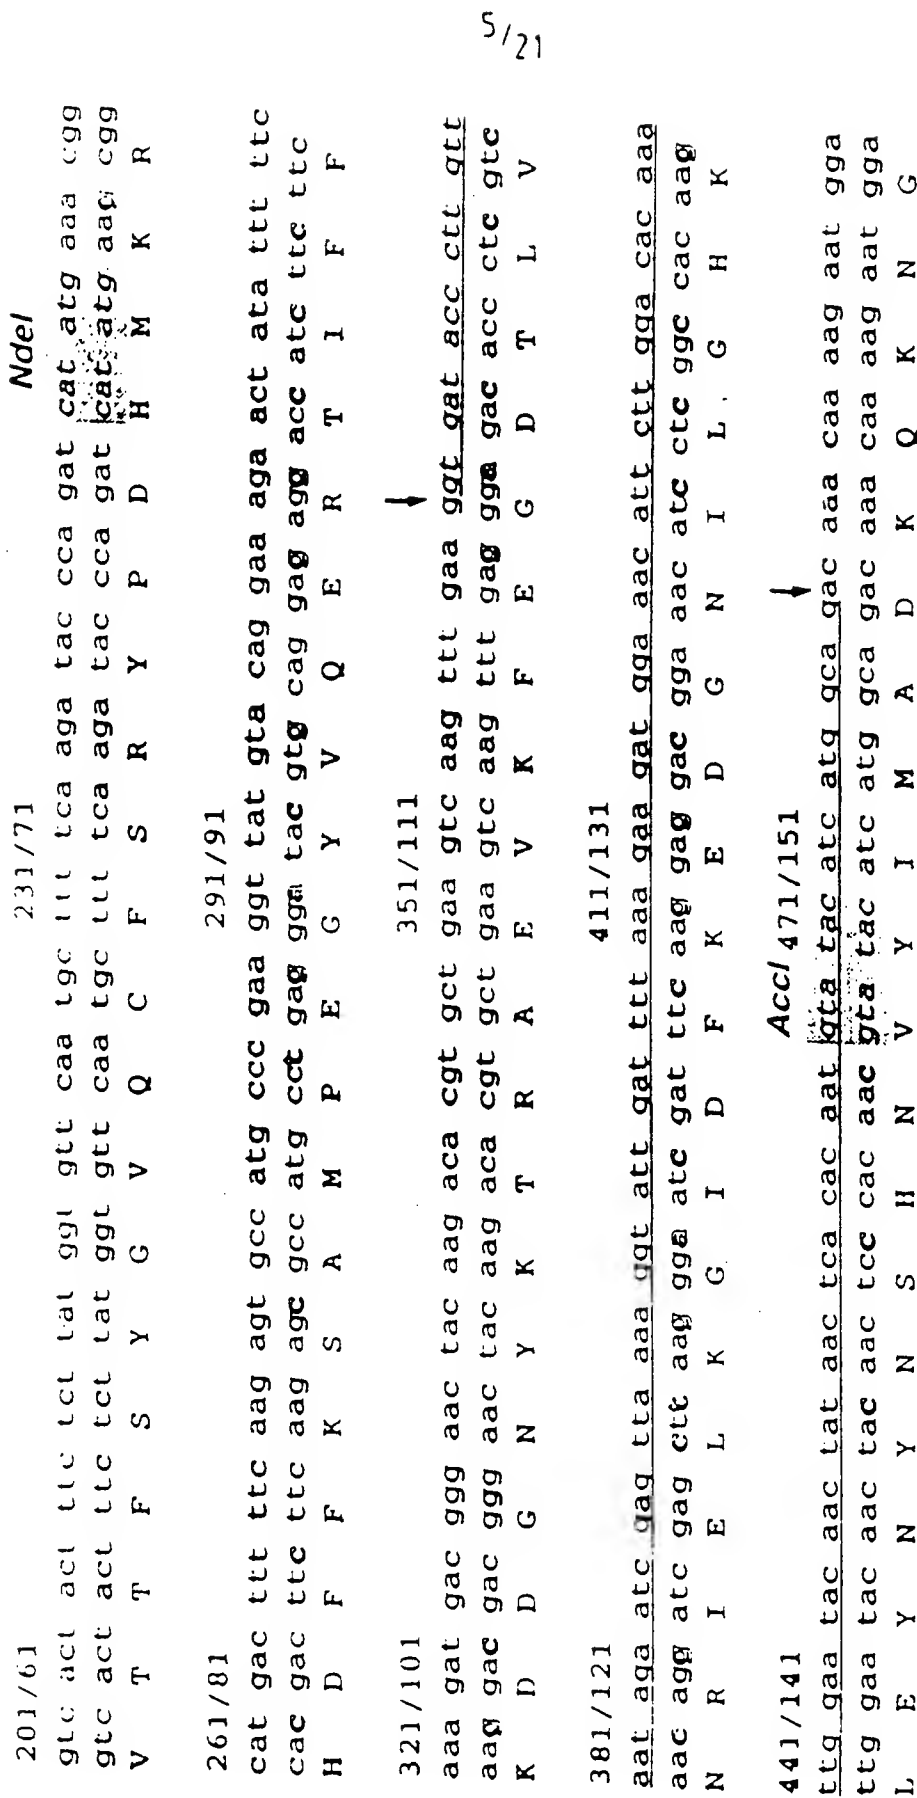 5/21
NdeI
201/61 231/71
gtc act act ttc tct tat ggt gtt caa tgc ttt tca aga tac cca gat cat atg aaa cgg
gtc act act ttc tct tat ggt gtt caa tgc ttt tca aga tac cca gat cat atg aag cgg
V T T F S Y G V Q C F S R Y P D H M K R
261/81 291/91
cat gac ttt ttc aag agt gcc atg ccc gaa ggt tat gta cag gaa aga act ata ttt ttc
cac gac ttc ttc aag agc gcc atg cct gag gga tac gtg cag gag agg acc atc ttc ttc
H D F F K S A M P E G Y V Q E R T I F F
321/101 351/111
aaa gat gac ggg aac tac aag aca cgt gct gaa gtc aag ttt gaa ggt gat acc ctt gtt
aag gac gac ggg aac tac aag aca cgt gct gaa gtc aag ttt gag gga gac acc ctc gtc
K D D G N Y K T R A E V K F E G D T L V
381/121 411/131
aat aga atc gag tta aaa ggt att gat ttt aaa gaa gat gga aac att ctt gga cac aaa
aac agg atc gag ctt aag gga atc gat ttc aag gag gac gga aac atc ctc ggc cac aag
N R I E L K G I D F K E D G N I L G H K
AccI
441/141 471/151
ttg gaa tac aac tat aac tca cac aat gta tac atc atg gca gac aaa caa aag aat gga
ttg gaa tac aac tac aac tcc cac aac gta tac atc atg gca gac aaa caa aag aat gga
L E Y N Y N S H N V Y I M A D K Q K N G